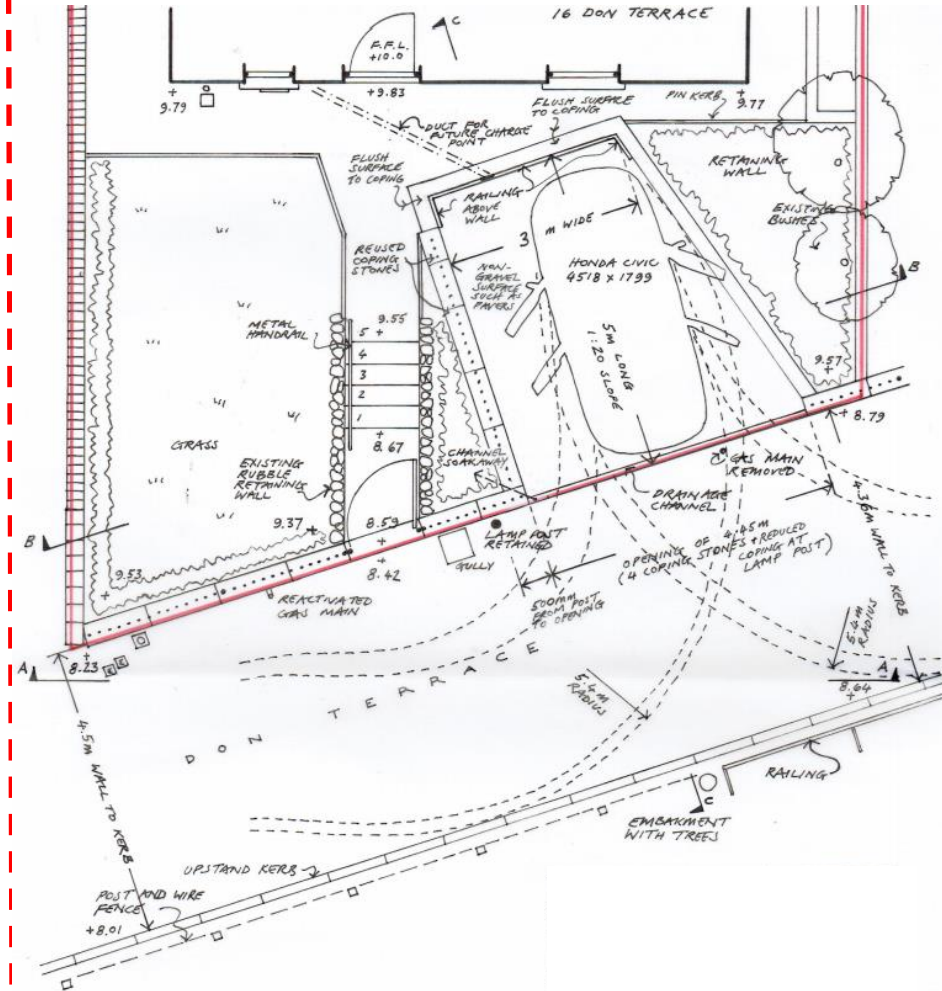 16 DON TERRACE
C
F.F.L.
+10.0
+9.83
9.79
FLUSH SURFACE
TO COPING
PIN KERB
9.77
DUCT FOR
FUTURE CHARGE
POINT
FLUSH
SURFACE
TO COPING
RAILING
ABOVE
WALL
RETAINING
WALL
EXISTING
BUSHES
3 m WIDE
REUSED
COPING
STONES
NON-
GRAVEL
SURFACE
SUCH AS
PAVERS
HONDA CIVIC
4518 x 1799
B
METAL
HANDRAIL
9.55
5
4
3
2
1
8.67
5m LONG
1:20 SLOPE
9.57
+ 8.79
GRASS
EXISTING
RUBBLE
RETAINING
WALL
CHANNEL
SOAKAWAY
GAS MAIN
REMOVED
DRAINAGE
CHANNEL
9.37
8.59
LAMP POST
RETAINED
GULLY
8.42
B
9.53
OPENING OF 4.45m
(4 COPING STONES + REDUCED
COPING AT
LAMP POST)
4.36m WALL TO KERB
REACTIVATED
GAS MAIN
500mm
FROM POST
TO OPENING
5.4m
RADIUS
A
8.23
A
8.64
DON TERRACE
5.4m
RADIUS
4.5m WALL TO KERB
RAILING
C
EMBAKMENT
WITH TREES
UPSTAND KERB
POST AND WIRE
FENCE
+8.01